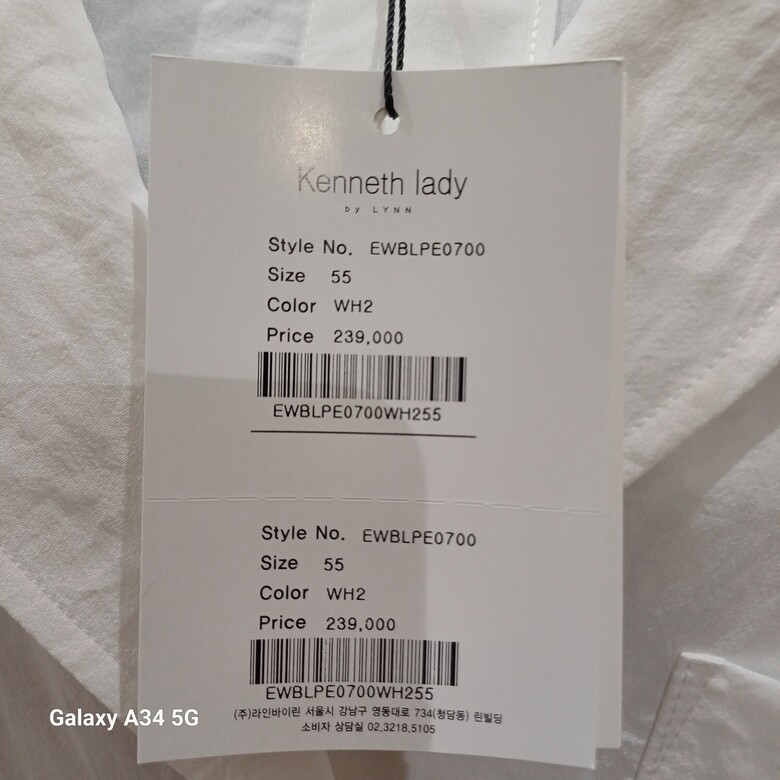 Kenneth lady
by LYNN
Style No. EWBLPE0700
Size 55
Color WH2
Price 239,000
EWBLPE0700WH255
Style No. EWBLPE0700
Size 55
Color WH2
Price 239,000
EWBLPE0700WH255
(주)라인바이린 서울시 강남구 영동대로 734(청담동) 린빌딩
소비자 상담실 02.3218.5105
Galaxy A34 5G